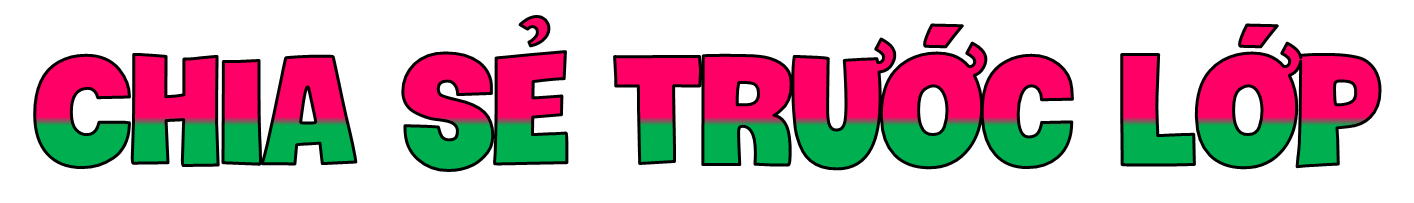 CHIA SẺ TRƯỚC LỚP